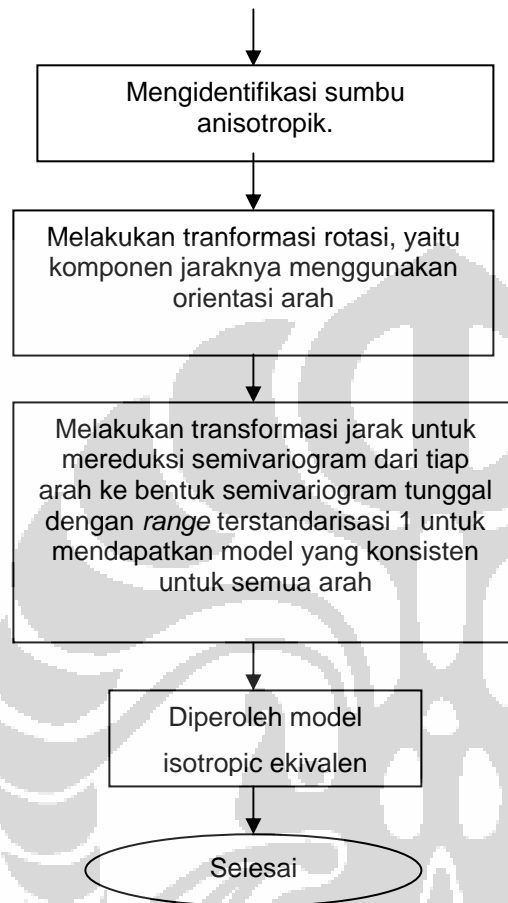 Mengidentifikasi sumbu
anisotropik.
Melakukan tranformasi rotasi, yaitu
komponen jaraknya menggunakan
orientasi arah
Melakukan transformasi jarak untuk
mereduksi semivariogram dari tiap
arah ke bentuk semivariogram tunggal
dengan range terstandarisasi 1 untuk
mendapatkan model yang konsisten
untuk semua arah
Diperoleh model
isotropic ekivalen
Selesai